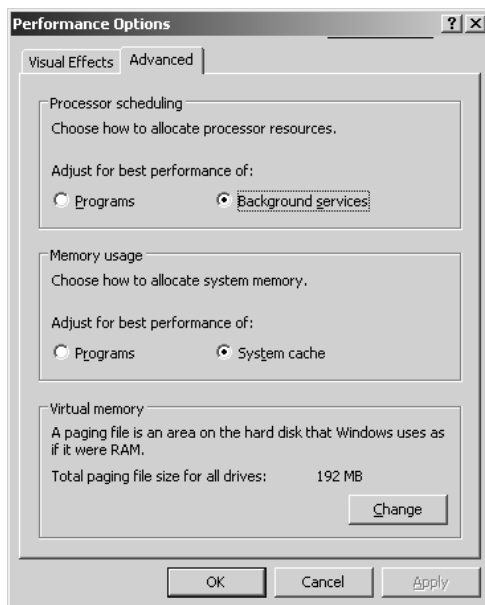 Performance Options
Visual Effects
Advanced
Processor scheduling
Choose how to allocate processor resources.
Adjust for best performance of:
Programs
Background services
Memory usage
Choose how to allocate system memory.
Adjust for best performance of:
Programs
System cache
Virtual memory
A paging file is an area on the hard disk that Windows uses as
if it were RAM.
Total paging file size for all drives: 192 MB
Change
OK
Cancel
Apply